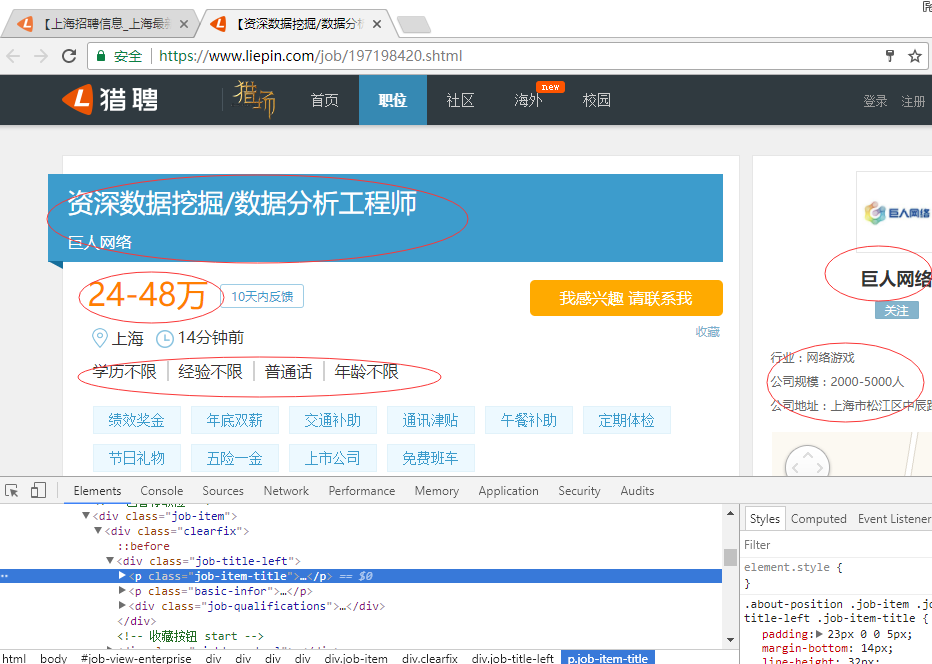 【上海招聘信息_上海最新
【资深数据挖掘/数据分析
安全 https://www.liepin.com/job/197198420.shtml
猎聘 猎场 首页 职位 社区 海外 new 校园 登录 注册
资深数据挖掘/数据分析工程师
巨人网络
24-48万 10天内反馈
我感兴趣 请联系我
收藏
上海 14分钟前
学历不限 经验不限 普通话 年龄不限
绩效奖金 年底双薪 交通补助 通讯津贴 午餐补助 定期体检
节日礼物 五险一金 上市公司 免费班车
巨人网络
巨人网络
关注
行业：网络游戏
公司规模：2000-5000人
公司地址：上海市松江区中辰路
Elements Console Sources Network Performance Memory Application Security Audits
▼<div class="job-item">
▼<div class="clearfix">
::before
▼<div class="job-title-left">
▶<p class="job-item-title">…</p> == $0
▶<p class="basic-infor">…</p>
▶<div class="job-qualifications">…</div>
</div>
<!-- 收藏按钮 start -->
html body #job-view-enterprise div div div div div.job-item div.clearfix div.job-title-left p.job-item-title
Styles Computed Event Listener
Filter
element.style {
}
.about-position .job-item .jo
title-left .job-item-title {
padding:▶23px 0 0 5px;
margin-bottom: 14px;
line-height: 32px;